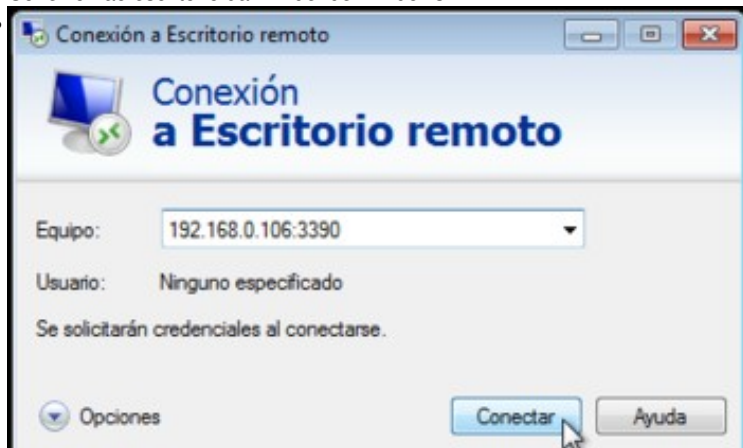 Conexión a Escritorio remoto
Conexión
a Escritorio remoto
Equipo: 192.168.0.106:3390
Usuario: Ninguno especificado
Se solicitarán credenciales al conectarse.
Opciones Conectar Ayuda